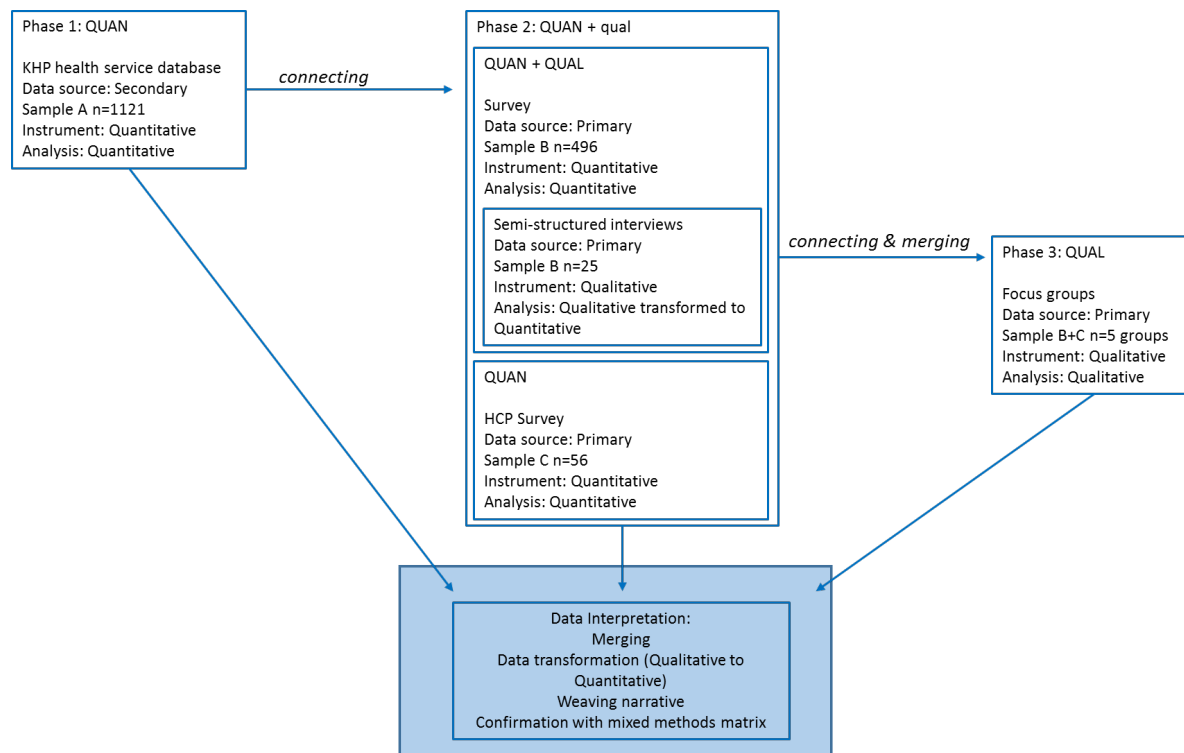 Phase 1: QUAN
KHP health service database
Data source: Secondary
Sample A n=1121
Instrument: Quantitative
Analysis: Quantitative
connecting
Phase 2: QUAN + qual
QUAN + QUAL
Survey
Data source: Primary
Sample B n=496
Instrument: Quantitative
Analysis: Quantitative
Semi-structured interviews
Data source: Primary
Sample B n=25
Instrument: Qualitative
Analysis: Qualitative transformed to
Quantitative
QUAN
HCP Survey
Data source: Primary
Sample C n=56
Instrument: Quantitative
Analysis: Quantitative
connecting & merging
Phase 3: QUAL
Focus groups
Data source: Primary
Sample B+C n=5 groups
Instrument: Qualitative
Analysis: Qualitative
Data Interpretation:
Merging
Data transformation (Qualitative to
Quantitative)
Weaving narrative
Confirmation with mixed methods matrix